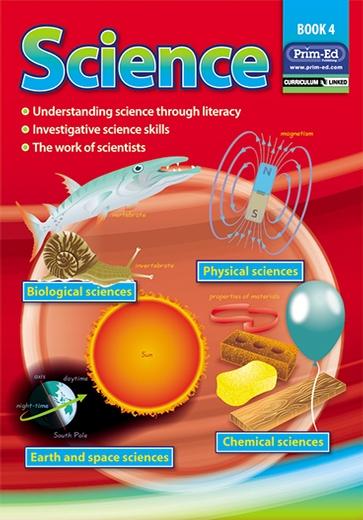 BOOK 4
Science
Prim-Ed
Publishing
www.prim-ed.com
CURRICULUM LINKED
Understanding science through literacy
Investigative science skills
The work of scientists
magnetism
N
S
vertebrate
invertebrate
Physical sciences
Biological sciences
properties of materials
Sun
axis
daytime
night-time
South Pole
Chemical sciences
Earth and space sciences